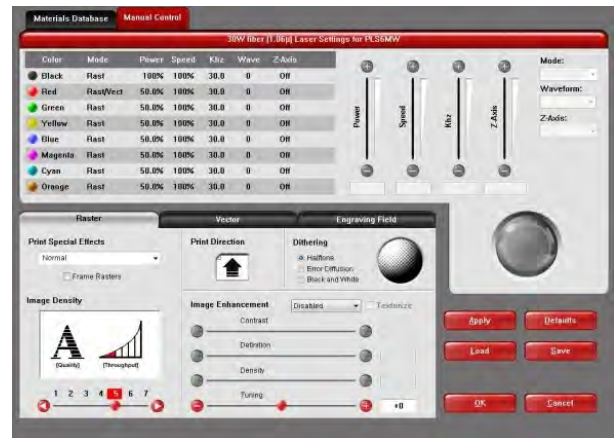 Materials Database Manual Control
30W fiber [1.06µ] Laser Settings for PLS6MW
Color Mode Power Speed Khz Wave Z-Axis
Black Rast 100% 100% 30.0 0 Off
Red Rast/Vect 50.0% 100% 30.0 0 Off
Green Rast 50.0% 100% 30.0 0 Off
Yellow Rast 50.0% 100% 30.0 0 Off
Blue Rast 50.0% 100% 30.0 0 Off
Magenta Rast 50.0% 100% 30.0 0 Off
Cyan Rast 50.0% 100% 30.0 0 Off
Orange Rast 50.0% 100% 30.0 0 Off
Power
Speed
Khz
Z-Axis
Mode:
Waveform:
Z-Axis:
Raster Vector Engraving Field
Print Special Effects
Normal
Frame Rasters
Print Direction
Dithering
Halftone
Error Diffusion
Black and White
Image Density
A
[Quality] [Throughput]
1 2 3 4 5 6 7
Image Enhancement Disabled Texturize
Contrast
Definition
Density
Tuning
+0
Apply Defaults
Load Save
OK Cancel